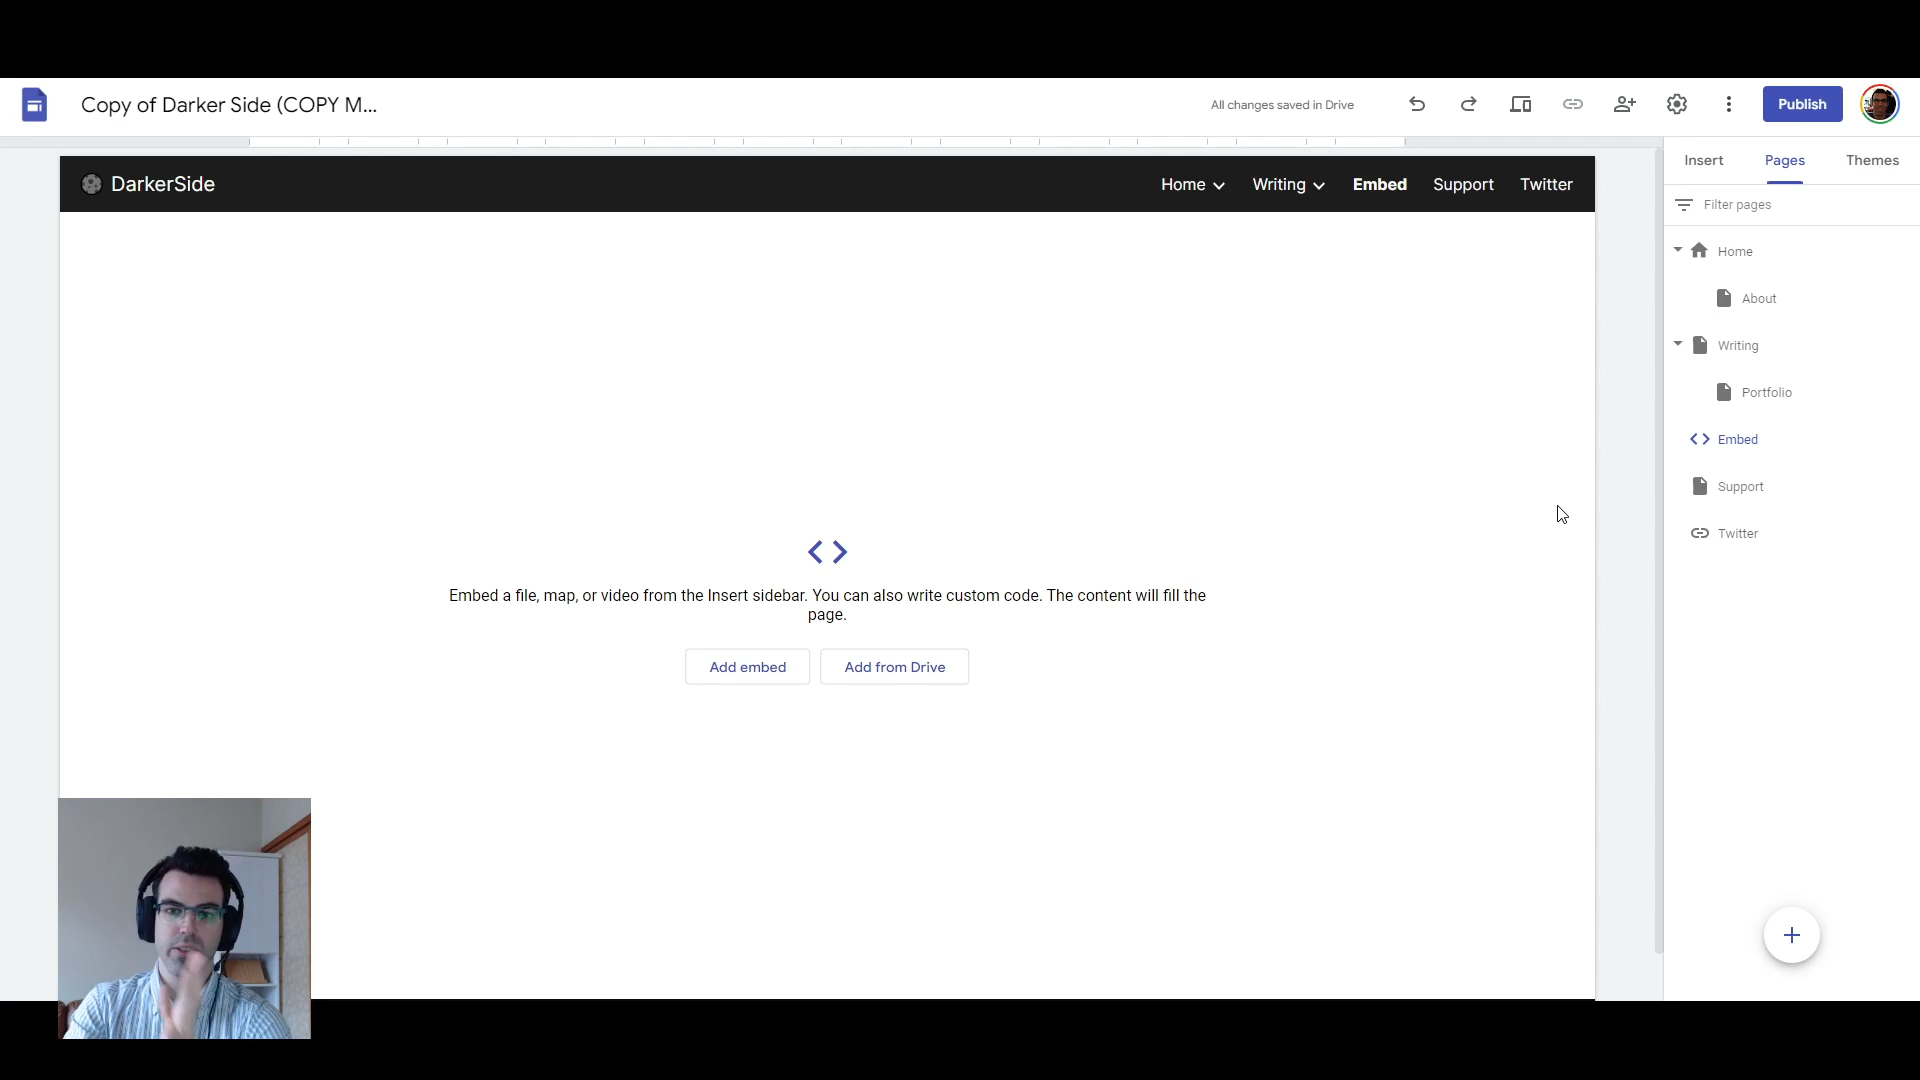 Copy of Darker Side (COPY M...
All changes saved in Drive
Publish
DarkerSide
Home
Writing
Embed
Support
Twitter
Embed a file, map, or video from the Insert sidebar. You can also write custom code. The content will fill the
page.
Add embed
Add from Drive
Insert
Pages
Themes
Filter pages
Home
About
Writing
Portfolio
Embed
Support
Twitter